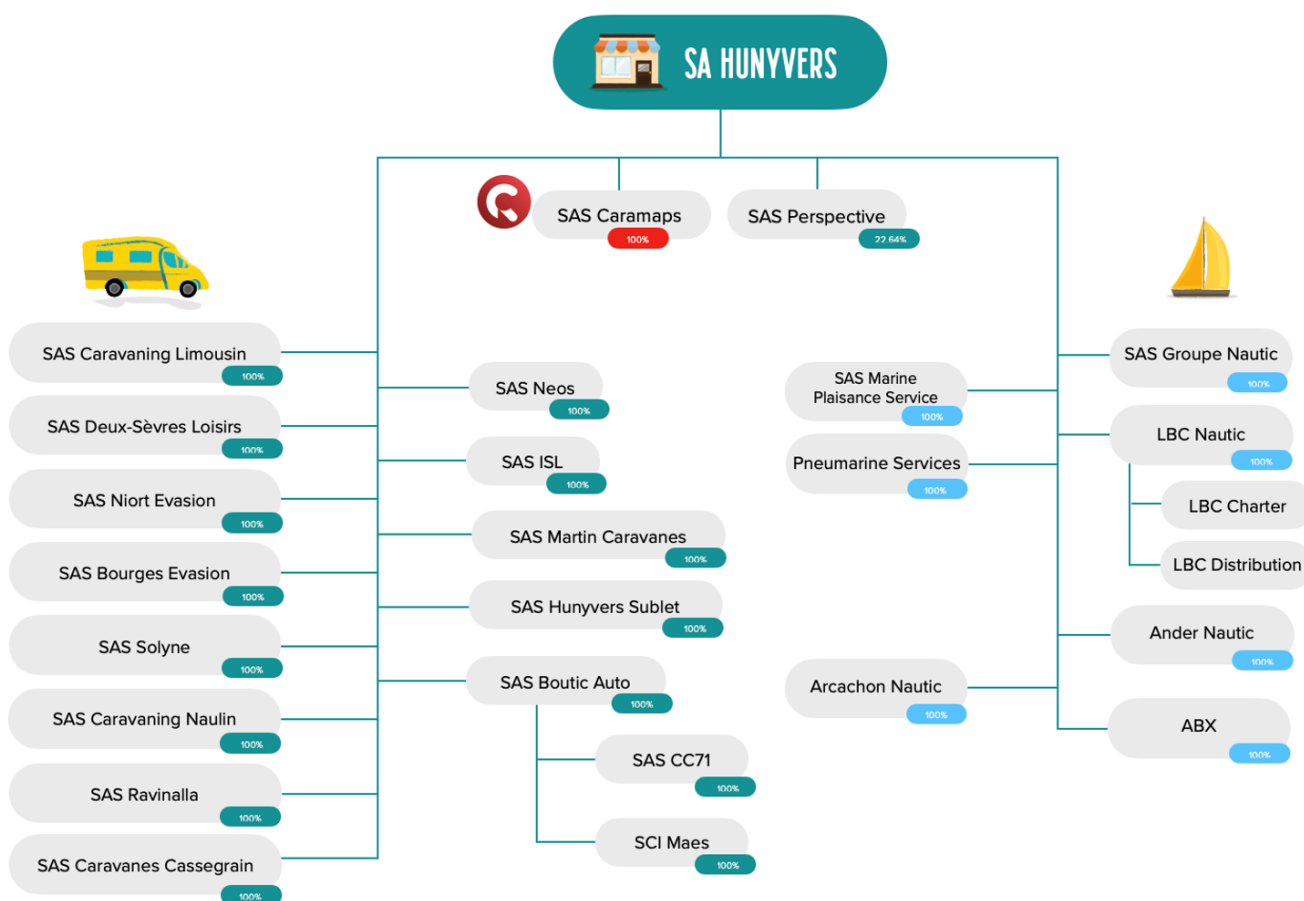 SA HUNYVERS
SAS Caramaps
100%
SAS Perspective
22.64%
SAS Caravaning Limousin
100%
SAS Deux-Sèvres Loisirs
100%
SAS Niort Evasion
100%
SAS Bourges Evasion
100%
SAS Solyne
100%
SAS Caravaning Naulin
100%
SAS Ravinalla
100%
SAS Caravanes Cassegrain
100%
SAS Neos
100%
SAS ISL
100%
SAS Martin Caravanes
100%
SAS Hunyvers Sublet
100%
SAS Boutic Auto
100%
SAS CC71
100%
SCI Maes
100%
SAS Marine
Plaisance Service
100%
Pneumarine Services
100%
Arcachon Nautic
100%
SAS Groupe Nautic
100%
LBC Nautic
100%
LBC Charter
LBC Distribution
Ander Nautic
100%
ABX
100%